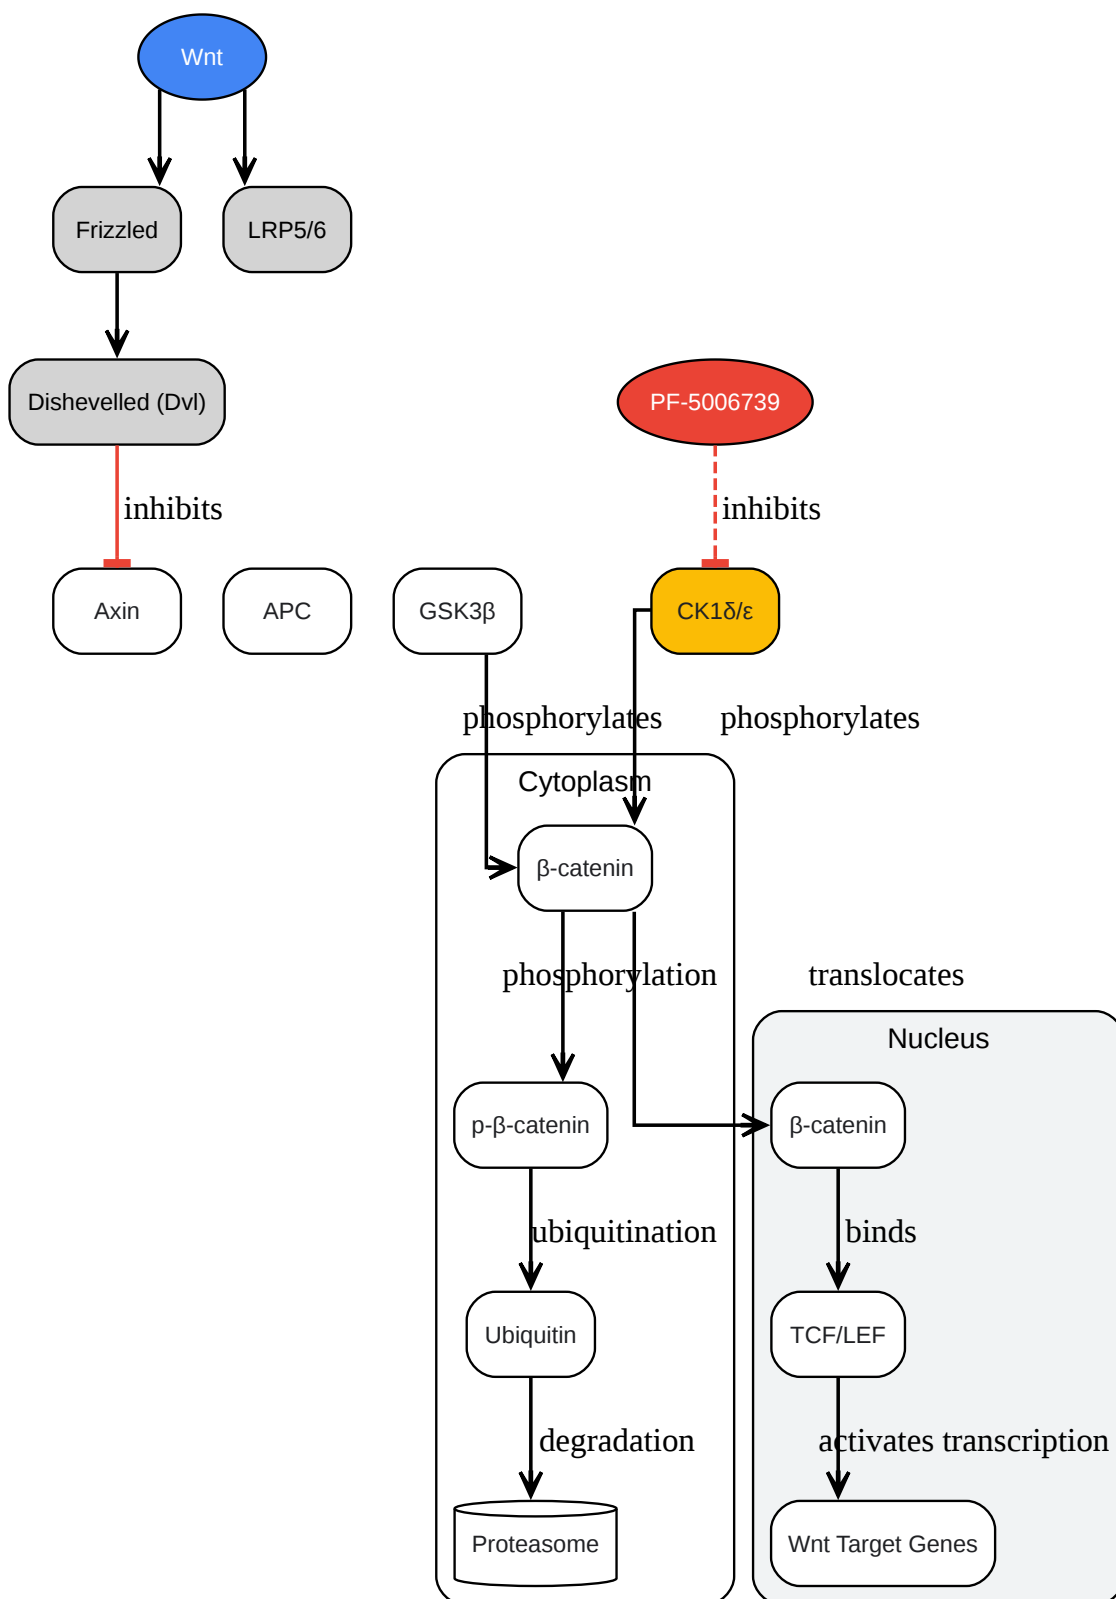 Wnt
Frizzled
LRP5/6
Dishevelled (Dvl)
PF-5006739
inhibits
inhibits
Axin
APC
GSK3β
CK1δ/ε
phosphorylates
phosphorylates
Cytoplasm
β-catenin
phosphorylation
translocates
Nucleus
p-β-catenin
β-catenin
ubiquitination
binds
Ubiquitin
TCF/LEF
degradation
activates transcription
Proteasome
Wnt Target Genes